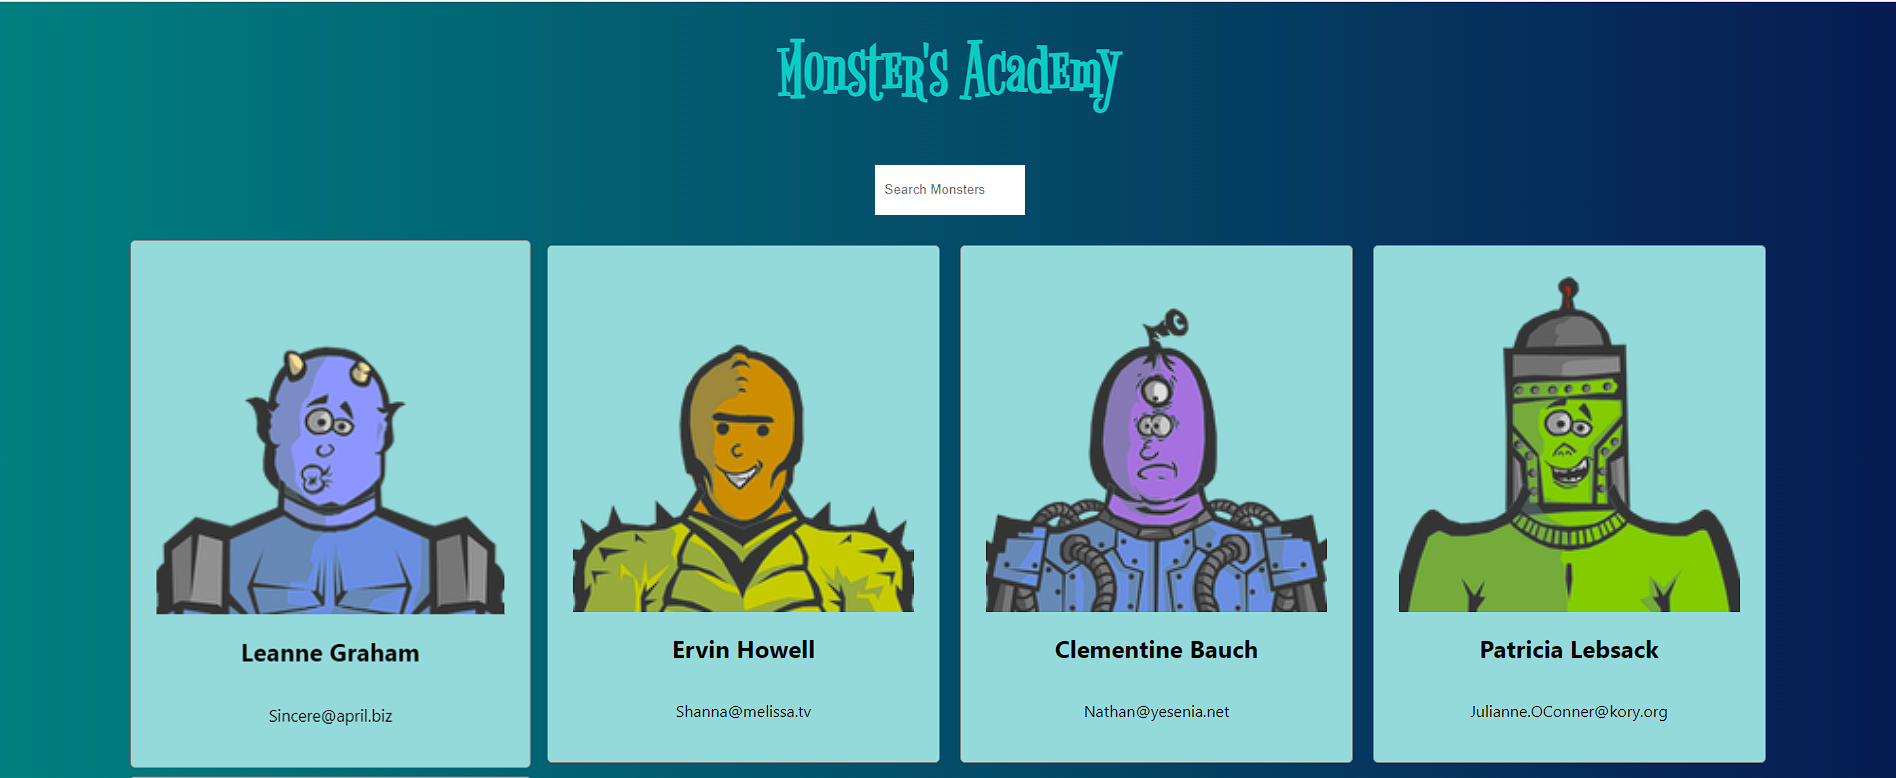 Monster's Academy
Search Monsters
Leanne Graham
Ervin Howell
Clementine Bauch
Patricia Lebsack
Sincere@april.biz
Shanna@melissa.tv
Nathan@yesenia.net
Julianne.OConner@kory.org